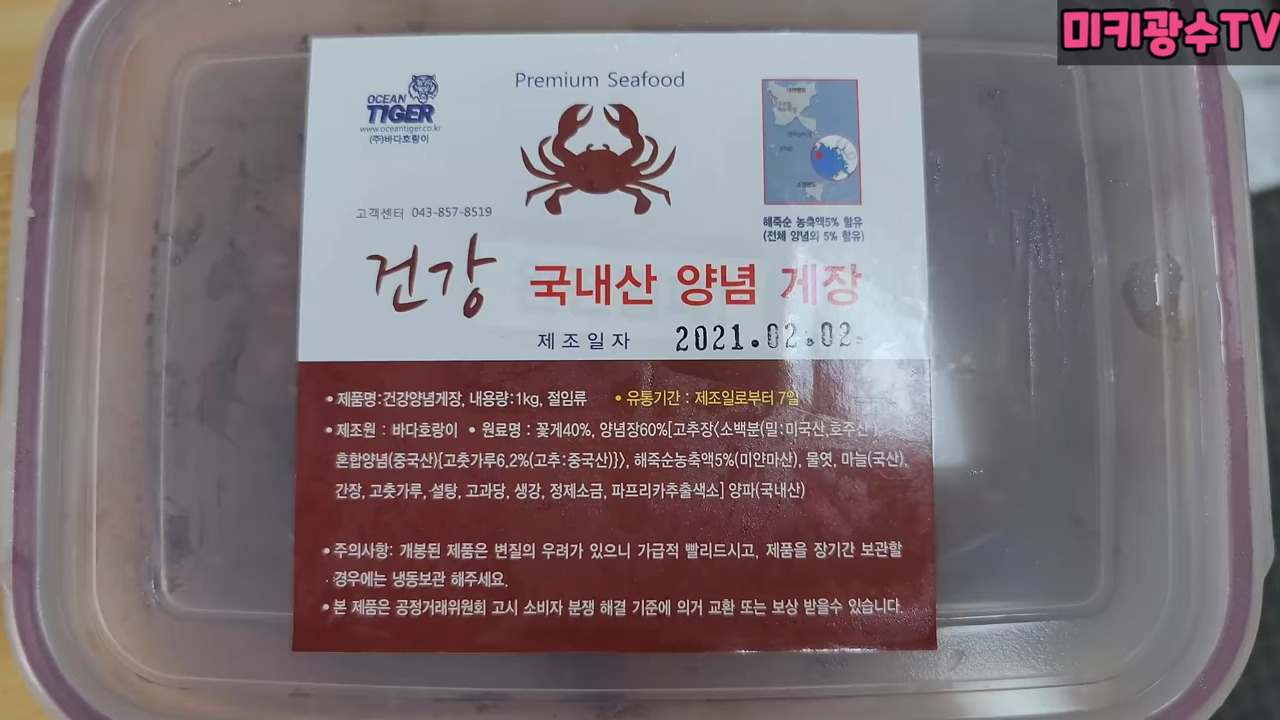 미키광수TV
Premium Seafood
OCEAN
TIGER
www.oceantiger.co.kr
(주)바다호랑이
고객센터 043-857-8519
해죽순 농축액5% 함유
(전체 양념의 5% 함유)
건강 국내산 양념 게장
제조일자 2021.02.02.
• 제품명:건강양념게장, 내용량:1kg, 절임류 • 유통기간 : 제조일로부터 7일
• 제조원 : 바다호랑이 • 원료명 : 꽃게40%, 양념장60%[고추장<소백분(밀:미국산,호주산),
혼합양념(중국산){고춧가루6.2%(고추:중국산)}>, 해죽순농축액5%(미얀마산), 물엿, 마늘(국산),
간장, 고춧가루, 설탕, 고과당, 생강, 정제소금, 파프리카추출색소] 양파(국내산)
• 주의사항: 개봉된 제품은 변질의 우려가 있으니 가급적 빨리드시고, 제품을 장기간 보관할
경우에는 냉동보관 해주세요.
• 본 제품은 공정거래위원회 고시 소비자 분쟁 해결 기준에 의거 교환 또는 보상 받을수 있습니다.